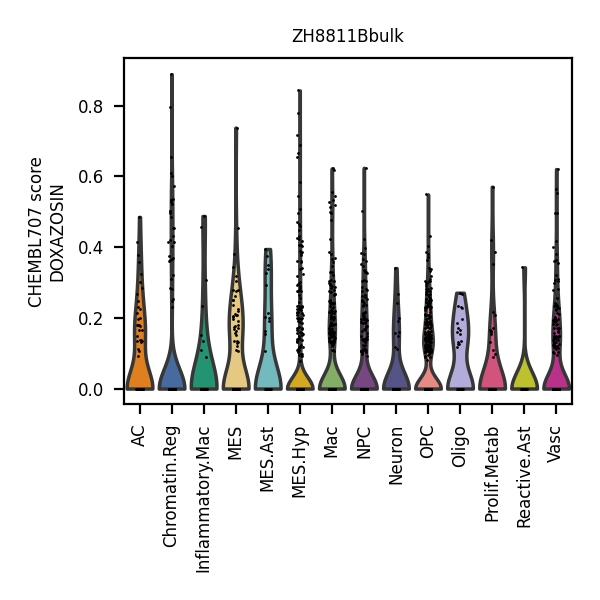 ZH8811Bbulk
CHEMBL707 score
DOXAZOSIN
0.8
0.6
0.4
0.2
0.0
AC
Chromatin.Reg
Inflammatory.Mac
MES
MES.Ast
MES.Hyp
Mac
NPC
Neuron
OPC
Oligo
Prolif.Metab
Reactive.Ast
Vasc